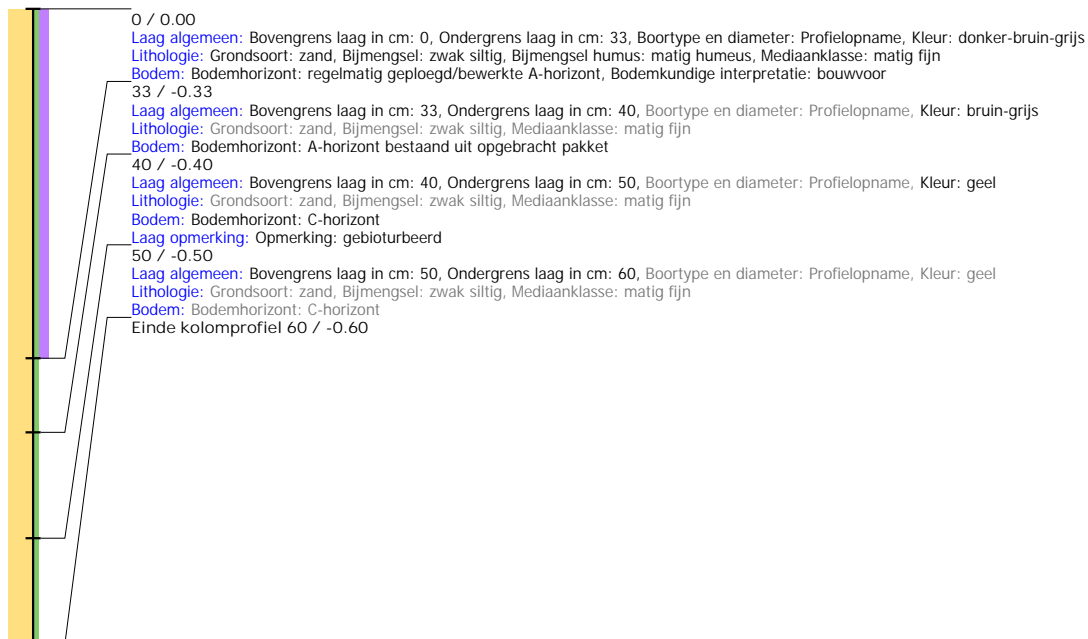 0 / 0.00
Laag algemeen: Bovengrens laag in cm: 0, Ondergrens laag in cm: 33, Boortype en diameter: Profielopname, Kleur: donker-bruin-grijs
Lithologie: Grondsoort: zand, Bijmengsel: zwak siltig, Bijmengsel humus: matig humeus, Mediaanklasse: matig fijn
Bodem: Bodemhorizont: regelmatig geploegd/bewerkte A-horizont, Bodemkundige interpretatie: bouwvoor
33 / -0.33
Laag algemeen: Bovengrens laag in cm: 33, Ondergrens laag in cm: 40, Boortype en diameter: Profielopname, Kleur: bruin-grijs
Lithologie: Grondsoort: zand, Bijmengsel: zwak siltig, Mediaanklasse: matig fijn
Bodem: Bodemhorizont: A-horizont bestaand uit opgebracht pakket
40 / -0.40
Laag algemeen: Bovengrens laag in cm: 40, Ondergrens laag in cm: 50, Boortype en diameter: Profielopname, Kleur: geel
Lithologie: Grondsoort: zand, Bijmengsel: zwak siltig, Mediaanklasse: matig fijn
Bodem: Bodemhorizont: C-horizont
Laag opmerking: Opmerking: gebioturbeerd
50 / -0.50
Laag algemeen: Bovengrens laag in cm: 50, Ondergrens laag in cm: 60, Boortype en diameter: Profielopname, Kleur: geel
Lithologie: Grondsoort: zand, Bijmengsel: zwak siltig, Mediaanklasse: matig fijn
Bodem: Bodemhorizont: C-horizont
Einde kolomprofiel 60 / -0.60